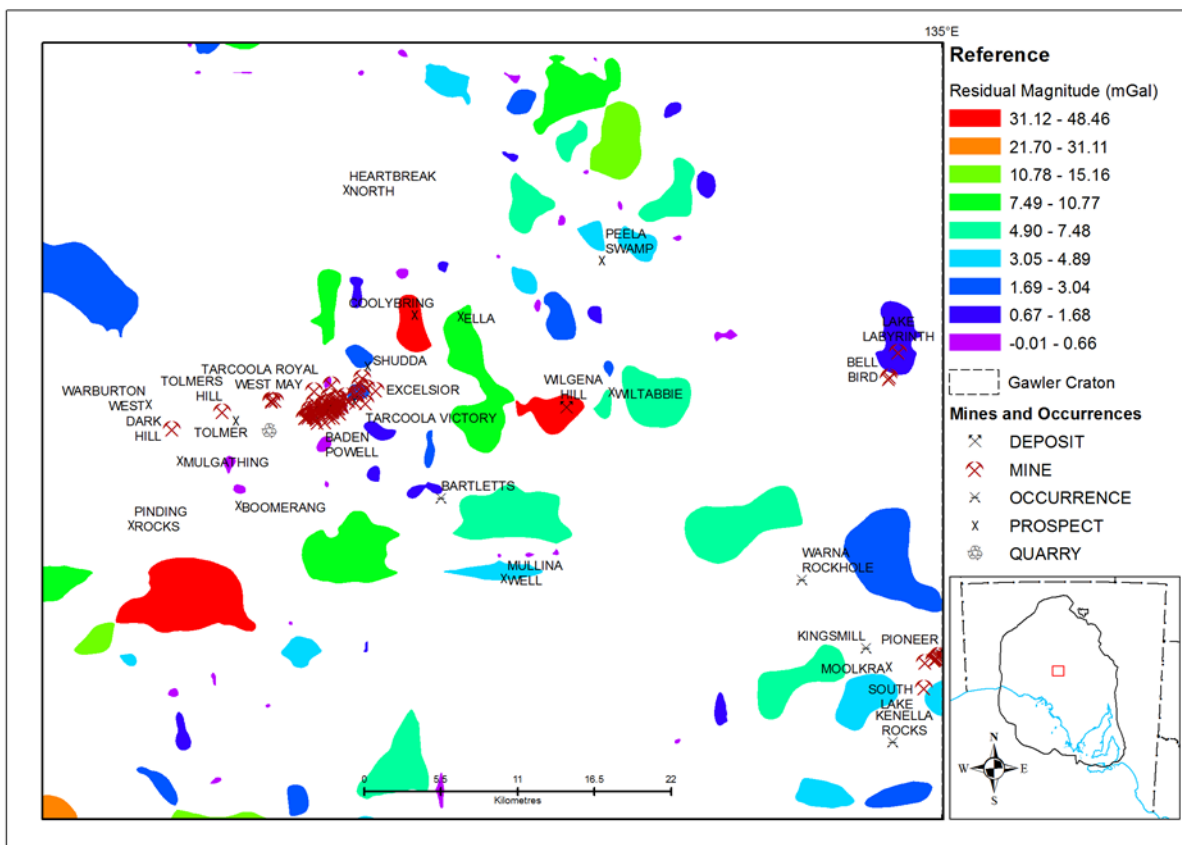 135°E
HEARTBREAK
NORTH
PEELA
SWAMP
COOLYBRING
ELLA
LAKE
LABYRINTH
BELL
BIRD
SHUDDA
TARCOOLA ROYAL
WEST MAY
EXCELSIOR
TOLMERS
HILL
WARBURTON
WEST
WILGENA
HILL
WILTABBIE
DARK
HILL
TOLMER
TARCOOLA VICTORY
BADEN
POWELL
MULGATHING
BARTLETTS
BOOMERANG
PINDING
ROCKS
MULLINA
WELL
WARNA
ROCKHOLE
KINGSMILL
PIONEER
MOOLKRA
SOUTH
LAKE
KENELLA
ROCKS
0 5.5 11 16.5 22
Kilometres
Reference
Residual Magnitude (mGal)
31.12 - 48.46
21.70 - 31.11
10.78 - 15.16
7.49 - 10.77
4.90 - 7.48
3.05 - 4.89
1.69 - 3.04
0.67 - 1.68
-0.01 - 0.66
Gawler Craton
Mines and Occurrences
DEPOSIT
MINE
OCCURRENCE
PROSPECT
QUARRY
N
W E
S